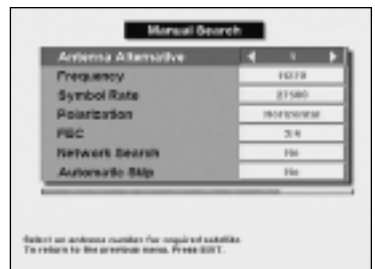 Manual Search
Antenna Alternative 1
Frequency
Symbol Rate 27500
Polarization Horizontal
FEC 3/4
Network Search No
Automatic Skip No
Select an antenna number for required satellite
To return to the previous menu, Press EXIT.